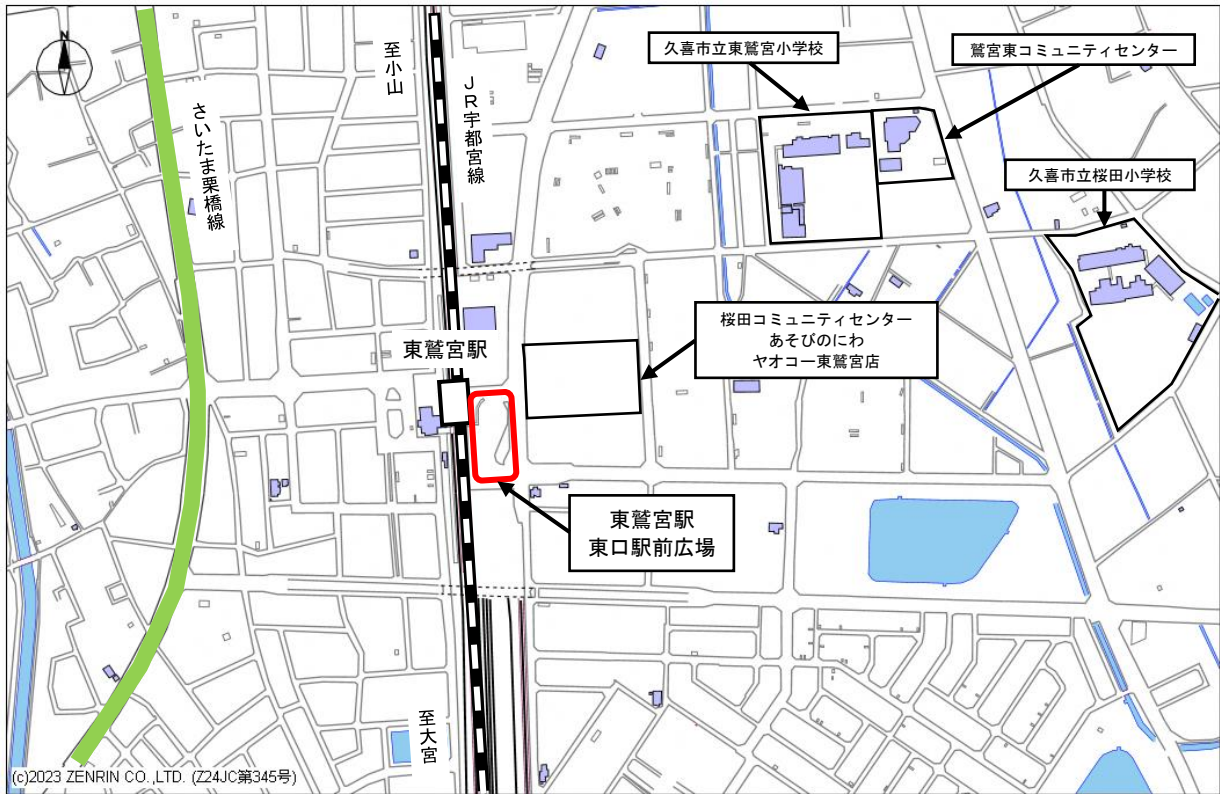 N
至小山
JR宇都宮線
さいたま栗橋線
久喜市立東鷲宮小学校
鷲宮東コミュニティセンター
久喜市立桜田小学校
桜田コミュニティセンター
あそびのにわ
ヤオコー東鷲宮店
東鷲宮駅
東鷲宮駅
東口駅前広場
至大宮
(c)2023 ZENRIN CO.,LTD. (Z24JC第345号)